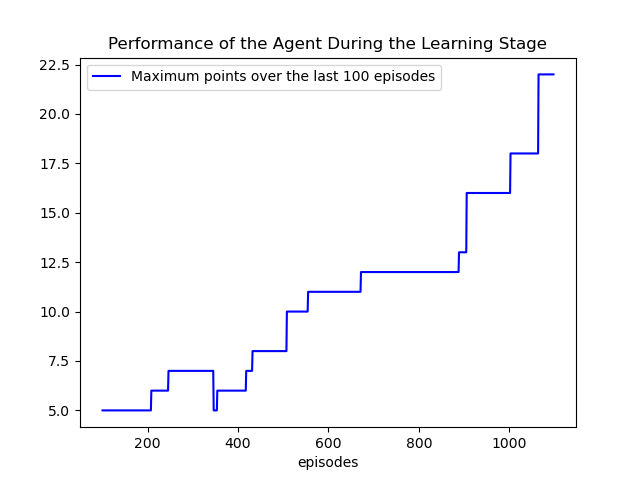 Performance of the Agent During the Learning Stage
Maximum points over the last 100 episodes
22.5
20.0
17.5
15.0
12.5
10.0
7.5
5.0
200 400 600 800 1000
episodes